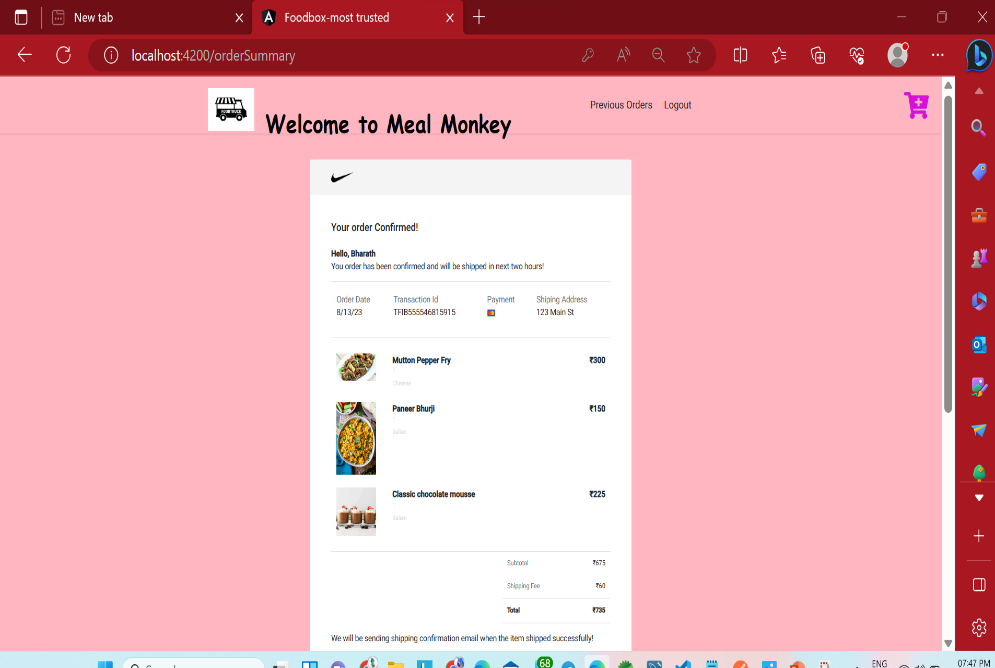 New tab
Foodbox-most trusted
localhost:4200/orderSummary
Previous Orders Logout
Welcome to Meal Monkey
Your order Confirmed!
Hello, Bharath
You order has been confirmed and will be shipped in next two hours!
Order Date Transaction Id Payment Shiping Address
8/13/23 TFIB555546815915 123 Main St
Mutton Pepper Fry ₹300
Chinese
Paneer Bhurji ₹150
Italian
Classic chocolate mousse ₹225
Italian
Subtotal ₹675
Shipping Fee ₹60
Total ₹735
We will be sending shipping confirmation email when the item shipped successfully!
68
ENG
07:47 PM